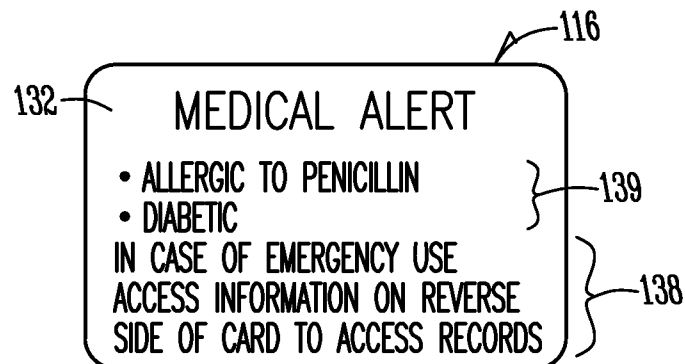 116
132
MEDICAL ALERT
• ALLERGIC TO PENICILLIN
139
• DIABETIC
IN CASE OF EMERGENCY USE
ACCESS INFORMATION ON REVERSE
138
SIDE OF CARD TO ACCESS RECORDS